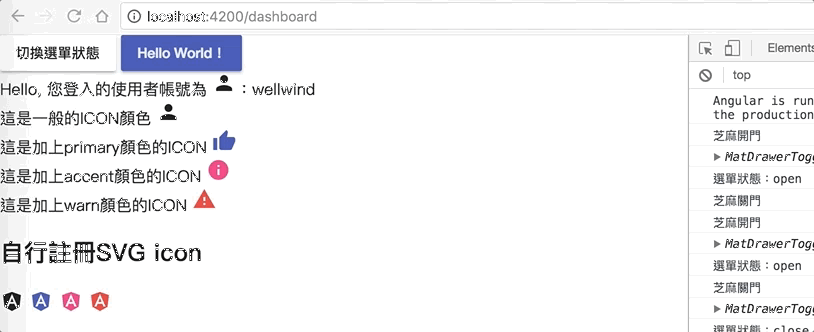 localhost:4200/dashboard
切換選單狀態 Hello World！
Hello, 您登入的使用者帳號為 ：wellwind
這是一般的ICON顏色
這是加上primary顏色的ICON
這是加上accent顏色的ICON
這是加上warn顏色的ICON
自行註冊SVG icon
Elements
top
Angular is run
the production
芝麻開門
MatDrawerTogg
選單狀態：open
芝麻關門
芝麻開門
MatDrawerTogg
選單狀態：open
芝麻關門
MatDrawerTogg
選單狀態：close